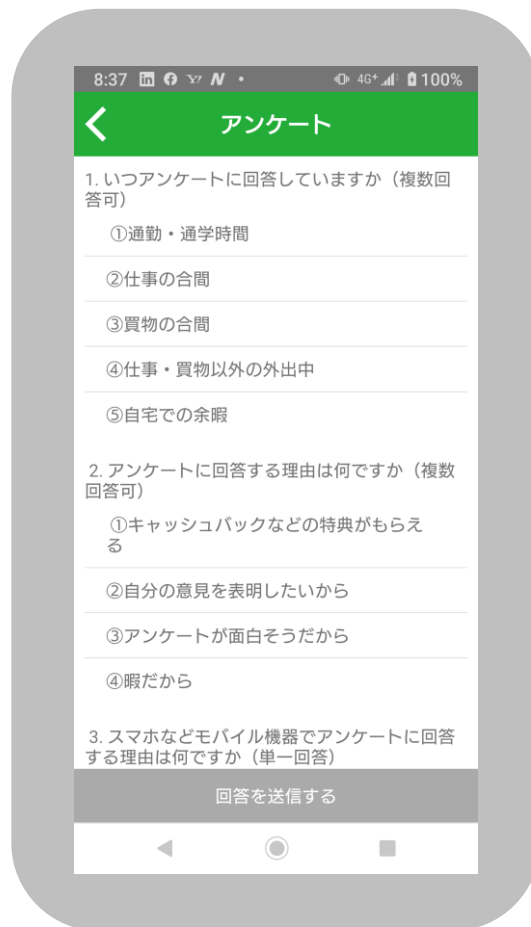 8:37 100%
アンケート
1. いつアンケートに回答していますか（複数回
答可）
①通勤・通学時間
②仕事の合間
③買物の合間
④仕事・買物以外の外出中
⑤自宅での余暇
2. アンケートに回答する理由は何ですか（複数
回答可）
①キャッシュバックなどの特典がもらえ
る
②自分の意見を表明したいから
③アンケートが面白そうだから
④暇だから
3. スマホなどモバイル機器でアンケートに回答
する理由は何ですか（単一回答）
回答を送信する